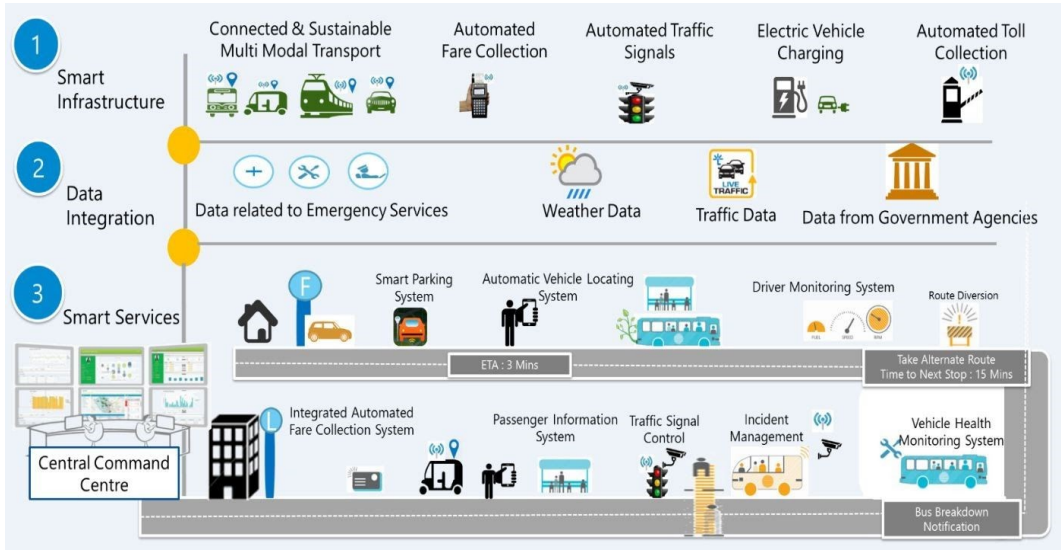 1
Smart
Infrastructure
Connected & Sustainable
Multi Modal Transport
Automated
Fare Collection
Automated Traffic
Signals
Electric Vehicle
Charging
Automated Toll
Collection
2
Data
Integration
Data related to Emergency Services
Weather Data
LIVE
TRAFFIC
Traffic Data
Data from Government Agencies
3
Smart Services
F
Smart Parking
System
Automatic Vehicle Locating
System
Driver Monitoring System
FUEL
SPEED
Route Diversion
ETA : 3 Mins
Take Alternate Route
Time to Next Stop : 15 Mins
Central Command
Centre
L
Integrated Automated
Fare Collection System
Passenger Information
System
Traffic Signal
Control
Incident
Management
Vehicle Health
Monitoring System
Bus Breakdown
Notification